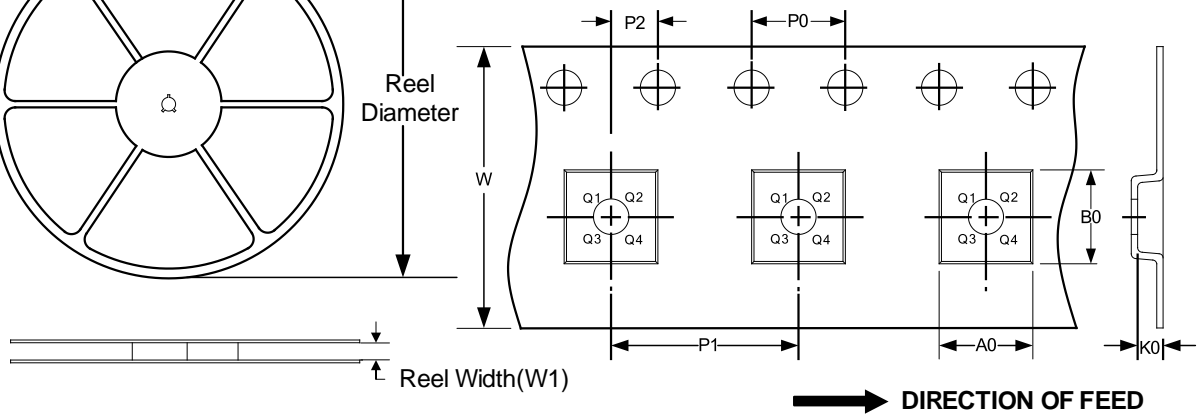 P2
P0
Reel
Diameter
W
Q1 Q2
Q3 Q4
Q1 Q2
Q3 Q4
Q1 Q2
Q3 Q4
B0
P1
A0
K0
Reel Width(W1)
DIRECTION OF FEED